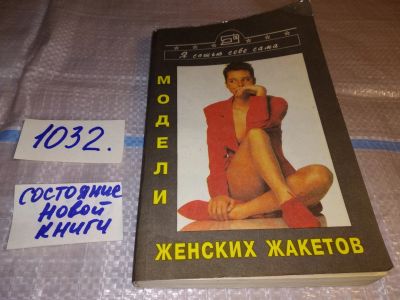 Я сошью себе сама
МОДЕЛИ
ЖЕНСКИХ ЖАКЕТОВ
1032.
СОСТОЯНИЕ
НОВОЙ
КНИГИ